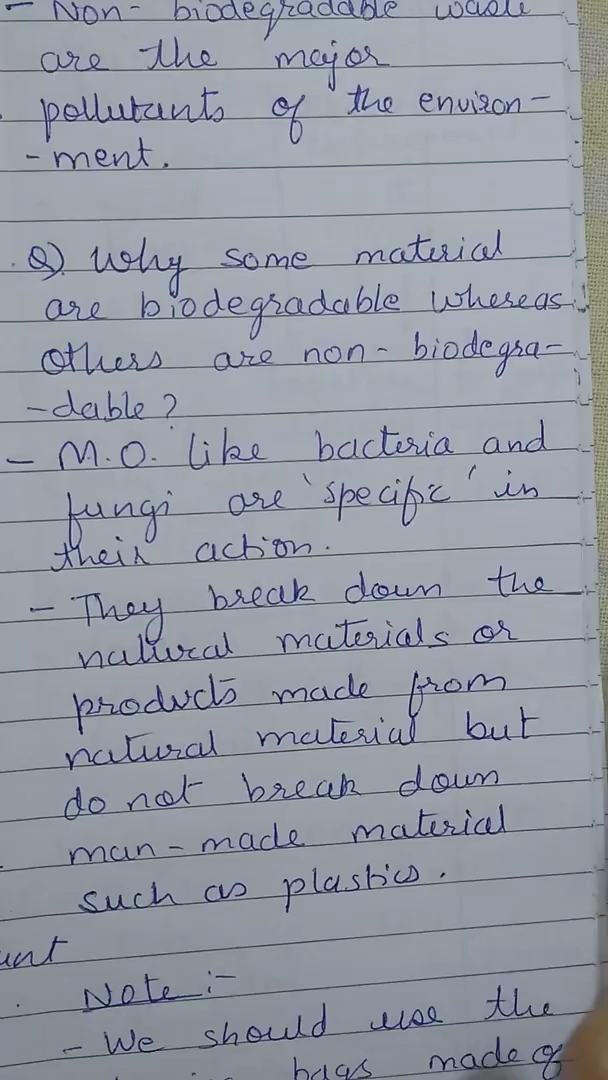 - Non-biodegradable waste
are the major
pollutants of the environ-
-ment.
Q) Why some material
are biodegradable whereas
others are non-biodegra-
-dable?
- M.O. like bacteria and
fungi are 'specific' in
their action.
- They break down the
natural materials or
products made from
natural material but
do not break down
man-made material
such as plastics.
Note :-
- We should use the
bags made of